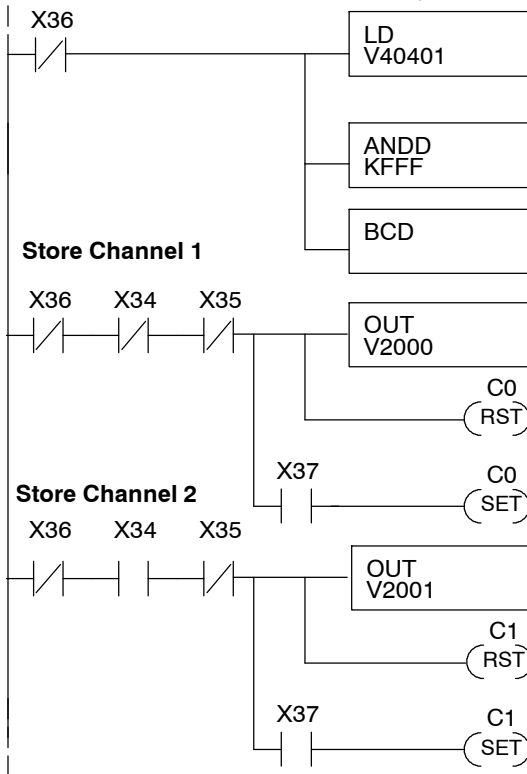 X36
LD
V40401
ANDD
KFFF
BCD
Store Channel 1
X36 X34 X35
OUT
V2000
C0
RST
X37 C0
SET
Store Channel 2
X36 X34 X35
OUT
V2001
C1
RST
X37 C1
SET